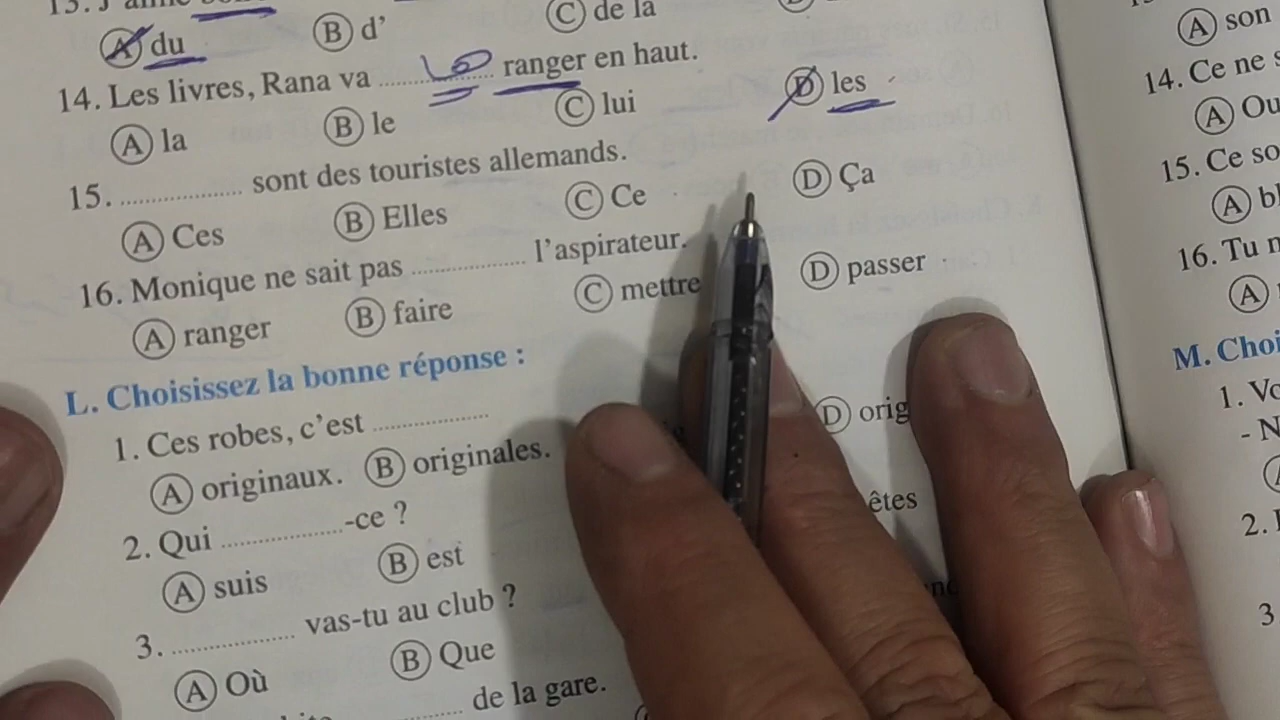 13. J'aime
A du B d' C de la
14. Les livres, Rana va .................. ranger en haut.
A la B le C lui D les
15. .................. sont des touristes allemands.
A Ces B Elles C Ce D Ça
16. Monique ne sait pas .................. l'aspirateur.
A ranger B faire C mettre D passer
L. Choisissez la bonne réponse :
1. Ces robes, c'est ..................
A originaux. B originales. D orig
2. Qui ..................-ce ?
A suis B est êtes
3. .................. vas-tu au club ?
A Où B Que
.................. de la gare.
A son
14. Ce ne s
A Ou
15. Ce so
A bl
16. Tu n
A
M. Choi
1. Vo
- N
2.
3